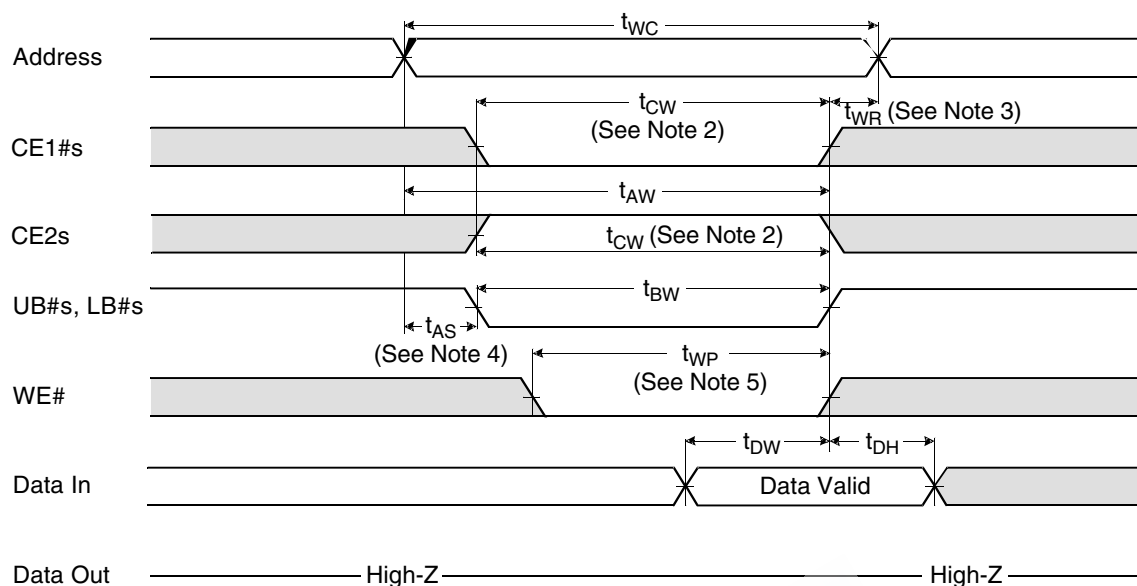 tWC
Address
tCW
(See Note 2)
tWR (See Note 3)
CE1#s
tAW
CE2s
tCW (See Note 2)
UB#s, LB#s
tBW
tAS
(See Note 4)
tWP
(See Note 5)
WE#
tDW
tDH
Data In
Data Valid
Data Out
High-Z
High-Z